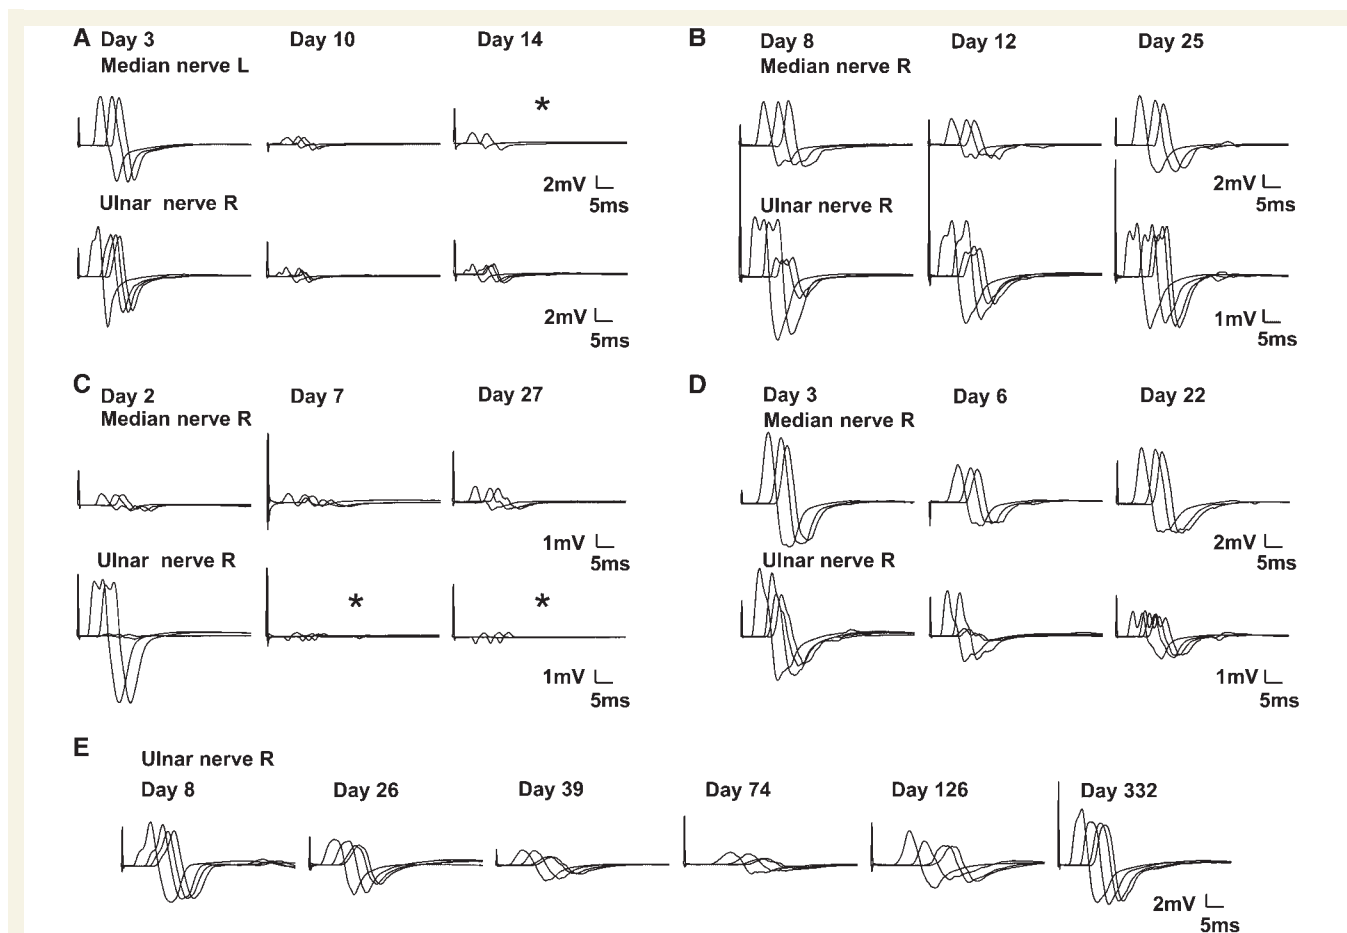 A Day 3 Day 10 Day 14
Median nerve L
*
2mV
5ms
Ulnar nerve R
2mV
5ms
B Day 8 Day 12 Day 25
Median nerve R
2mV
5ms
Ulnar nerve R
1mV
5ms
C Day 2 Day 7 Day 27
Median nerve R
1mV
5ms
Ulnar nerve R
* *
1mV
5ms
D Day 3 Day 6 Day 22
Median nerve R
2mV
5ms
Ulnar nerve R
1mV
5ms
E
Ulnar nerve R
Day 8 Day 26 Day 39 Day 74 Day 126 Day 332
2mV
5ms